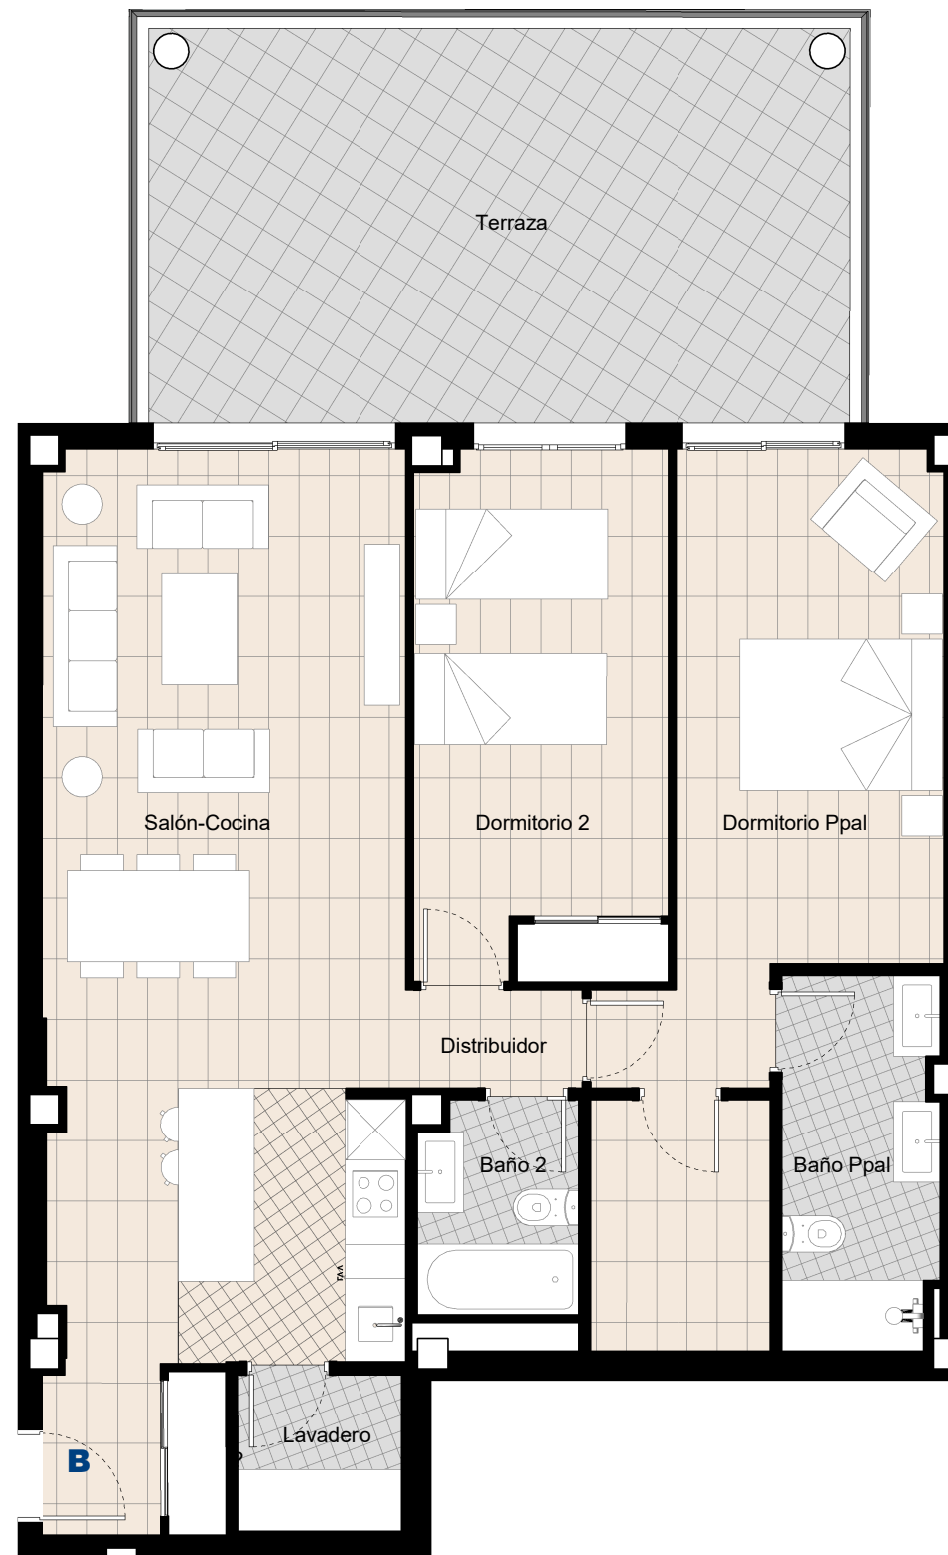 Terraza
Salón-Cocina
Dormitorio 2
Dormitorio Ppal
Distribuidor
Baño 2
Baño Ppal
Lavadero
B